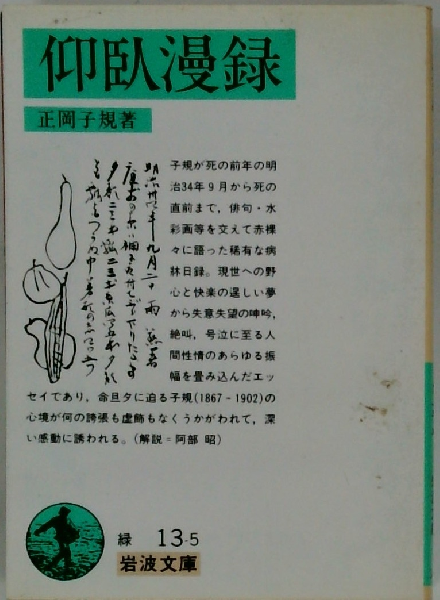 仰臥漫録
正岡子規著
子規が死の前年の明
治34年9月から死の
直前まで，俳句・水
彩画等を交えて赤裸
々に語った稀有な病
牀日録．現世への野
心と快楽の逞しい夢
から失意失望の呻吟，
絶叫，号泣に至る人
間性情のあらゆる振
幅を畳み込んだエッ
セイであり，命旦夕に迫る子規(1867－1902)の
心境が何の誇張も虚飾もなくうかがわれて，深
い感動に誘われる．（解説＝阿部 昭）
緑 13-5
岩波文庫